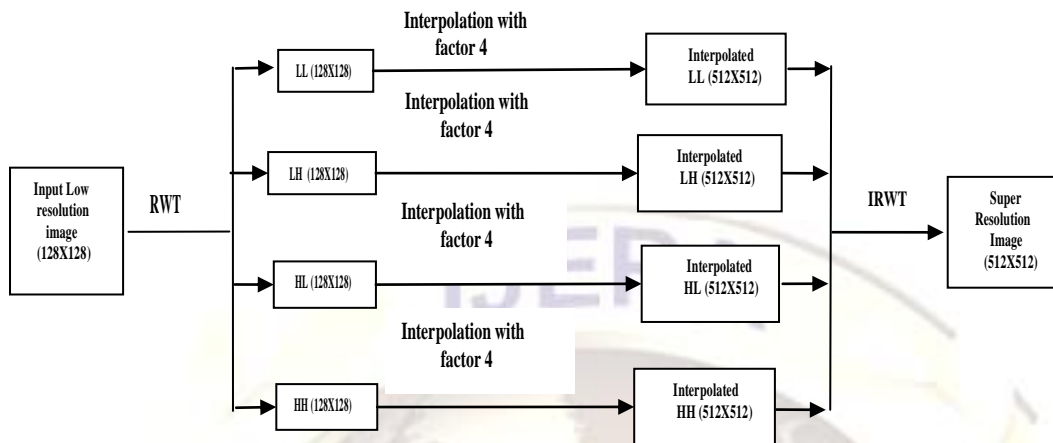 Interpolation with
factor 4
LL (128X128)
Interpolated
LL (512X512)
Interpolation with
factor 4
LH (128X128)
Interpolated
LH (512X512)
Input Low
resolution
image
(128X128)
RWT
IRWT
Super
Resolution
Image
(512X512)
Interpolation with
factor 4
HL (128X128)
Interpolated
HL (512X512)
IJERA
Interpolation with
factor 4
HH (128X128)
Interpolated
HH (512X512)